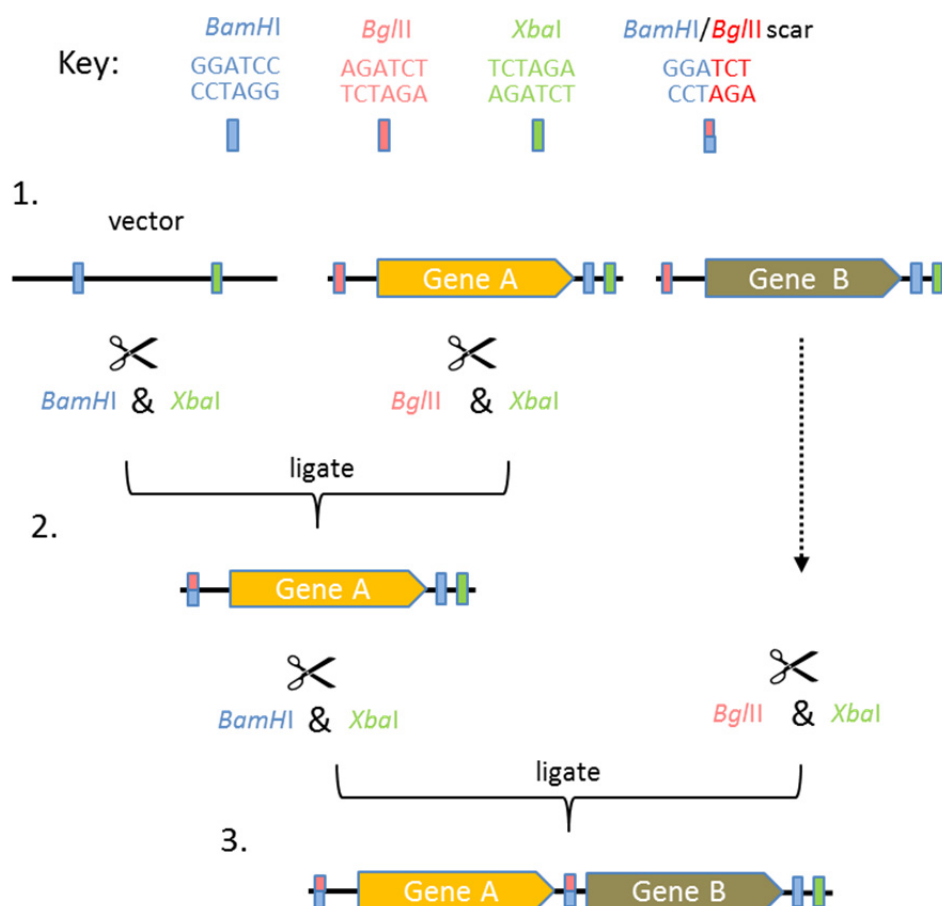 Key:
BamHI BglII XbaI BamHI/BglII scar
GGATCC AGATCT TCTAGA GGATCT
CCTAGG TCTAGA AGATCT CCTAGA
1.
vector
Gene A Gene B
BamHI & XbaI BglII & XbaI
ligate
2.
Gene A
BamHI & XbaI BglII & XbaI
ligate
3.
Gene A Gene B